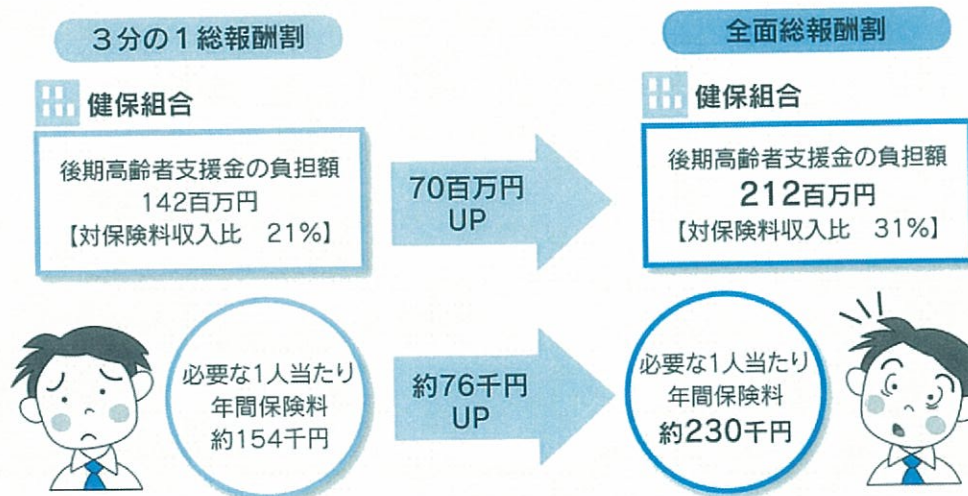 3分の1総報酬割
健保組合
後期高齢者支援金の負担額
142百万円
【対保険料収入比　21%】
70百万円
UP
全面総報酬割
健保組合
後期高齢者支援金の負担額
212百万円
【対保険料収入比　31%】
必要な1人当たり
年間保険料
約154千円
約76千円
UP
必要な1人当たり
年間保険料
約230千円